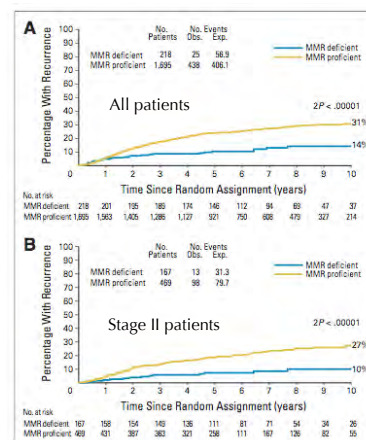 A
No. Patients
No. Events
Obs.
Exp.
MMR deficient 218 25 56.9
MMR proficient 1,695 438 406.1
MMR deficient
MMR proficient
Percentage With Recurrence
100
90
80
70
60
50
40
30
20
10
All patients
2P < .00001
31%
14%
0 1 2 3 4 5 6 7 8 9 10
Time Since Random Assignment (years)
No. at risk
MMR deficient 218 201 195 185 174 146 112 94 69 47 37
MMR proficient 1,695 1,563 1,405 1,286 1,127 921 750 608 479 327 214
B
No. Patients
No. Events
Obs.
Exp.
MMR deficient 167 13 31.3
MMR proficient 469 98 79.7
MMR deficient
MMR proficient
Percentage With Recurrence
100
90
80
70
60
50
40
30
20
10
Stage II patients
2P < .00001
27%
10%
0 1 2 3 4 5 6 7 8 9 10
Time Since Random Assignment (years)
No. at risk
MMR deficient 167 158 154 143 136 111 81 71 54 34 26
MMR proficient 469 431 387 363 321 258 111 167 126 82 55